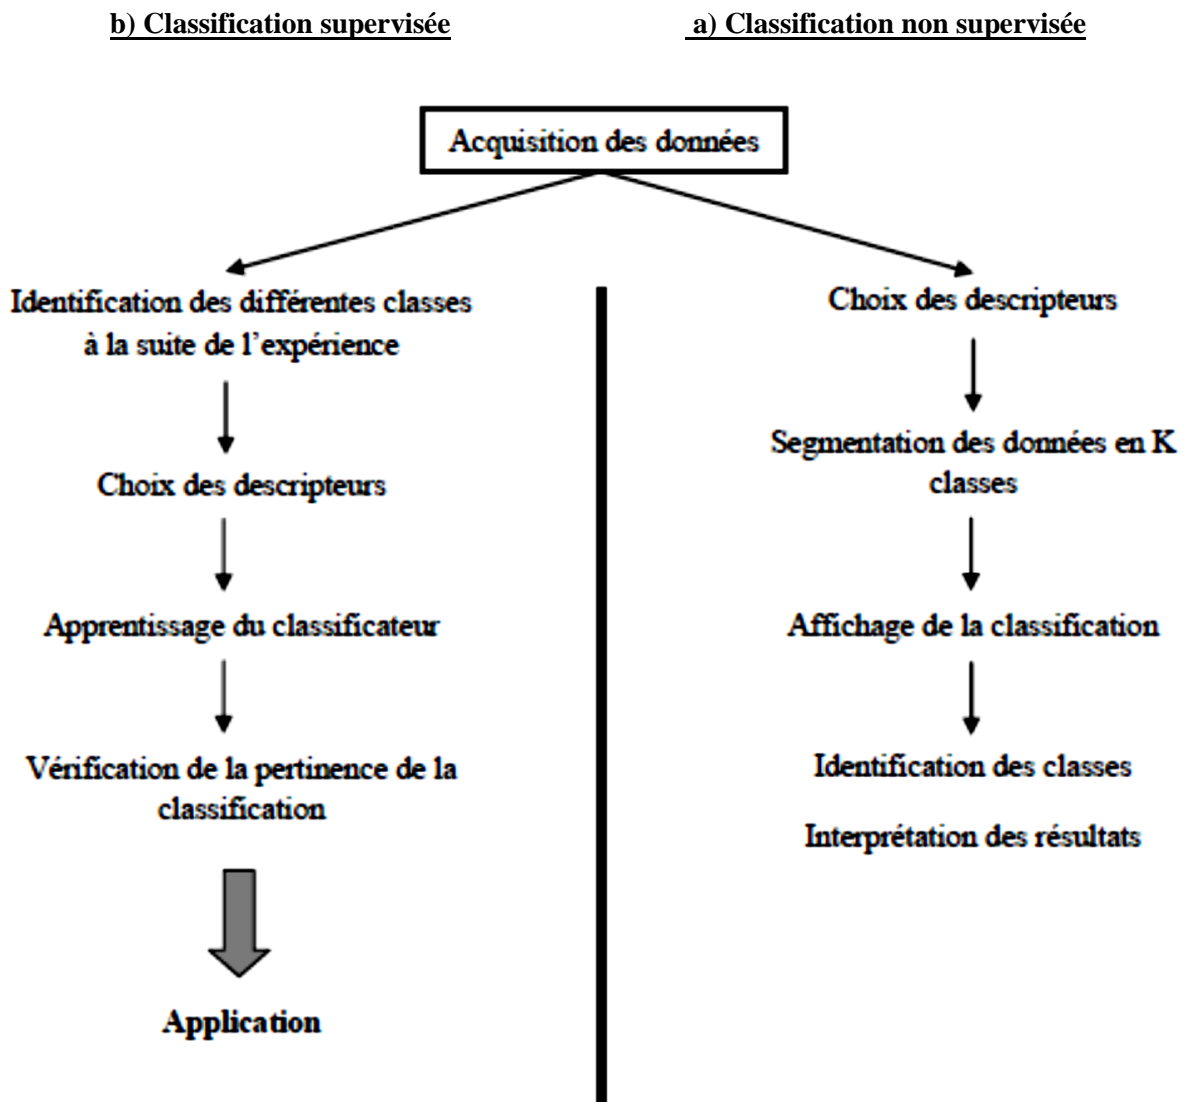 b) Classification supervisée
a) Classification non supervisée
Acquisition des données
Identification des différentes classes
à la suite de l’expérience
Choix des descripteurs
Apprentissage du classificateur
Vérification de la pertinence de la
classification
Application
Choix des descripteurs
Segmentation des données en K
classes
Affichage de la classification
Identification des classes
Interprétation des résultats